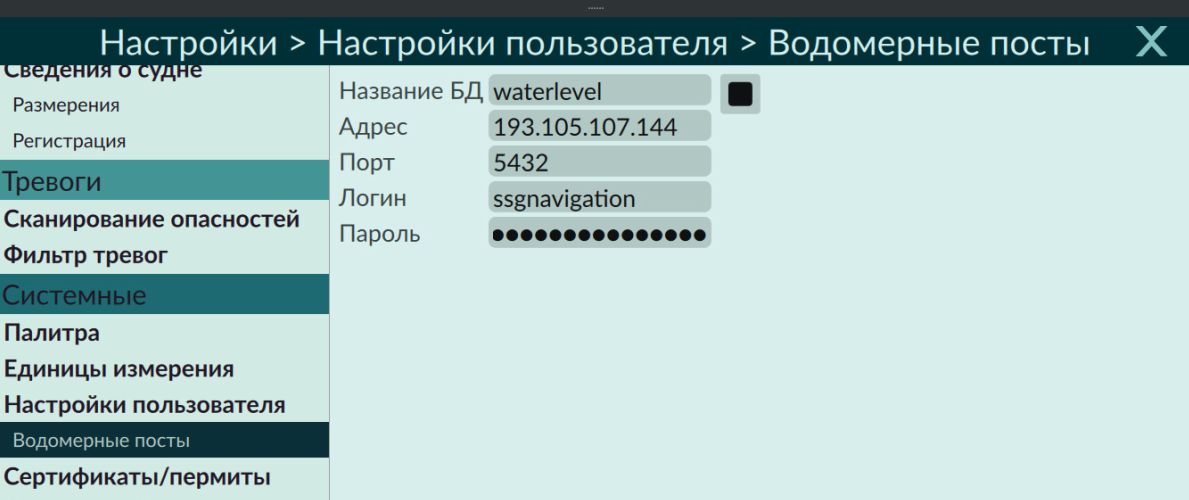 Настройки > Настройки пользователя > Водомерные посты X
Сведения о судне
Размерения
Регистрация
Тревоги
Сканирование опасностей
Фильтр тревог
Системные
Палитра
Единицы измерения
Настройки пользователя
Водомерные посты
Сертификаты/пермиты
Название БД waterlevel
Адрес 193.105.107.144
Порт 5432
Логин ssgnavigation
Пароль ●●●●●●●●●●●●●●●